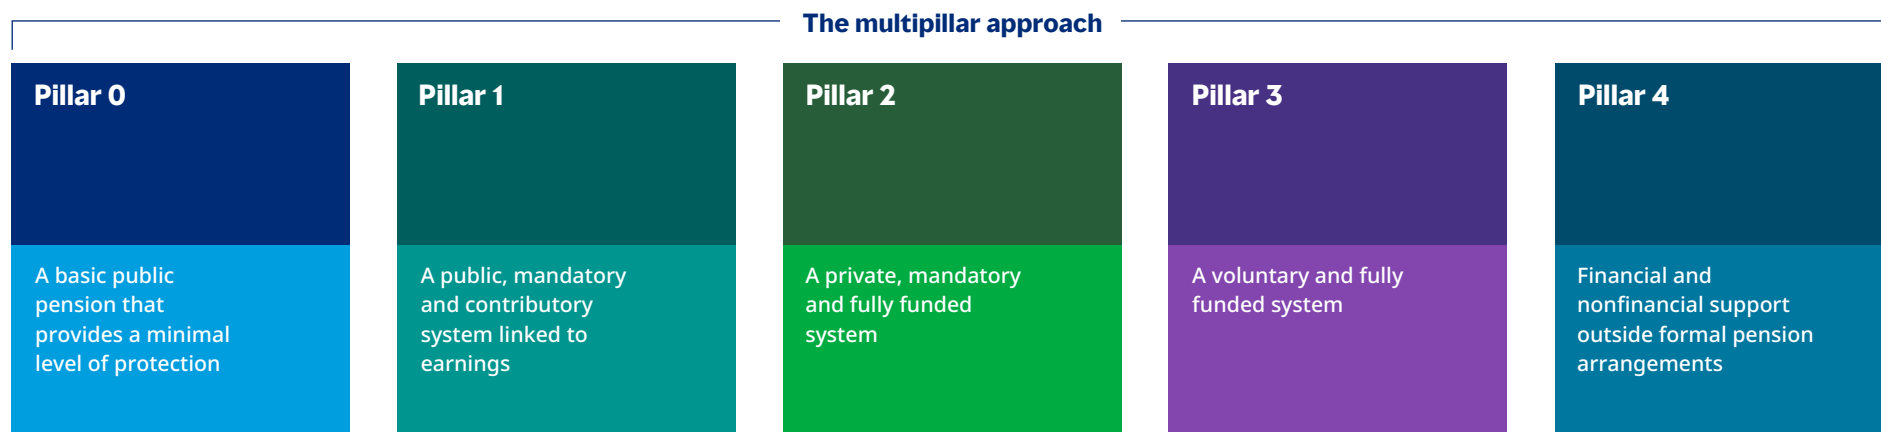 The multipillar approach
Pillar 0
A basic public
pension that
provides a minimal
level of protection
Pillar 1
A public, mandatory
and contributory
system linked to
earnings
Pillar 2
A private, mandatory
and fully funded
system
Pillar 3
A voluntary and fully
funded system
Pillar 4
Financial and
nonfinancial support
outside formal pension
arrangements